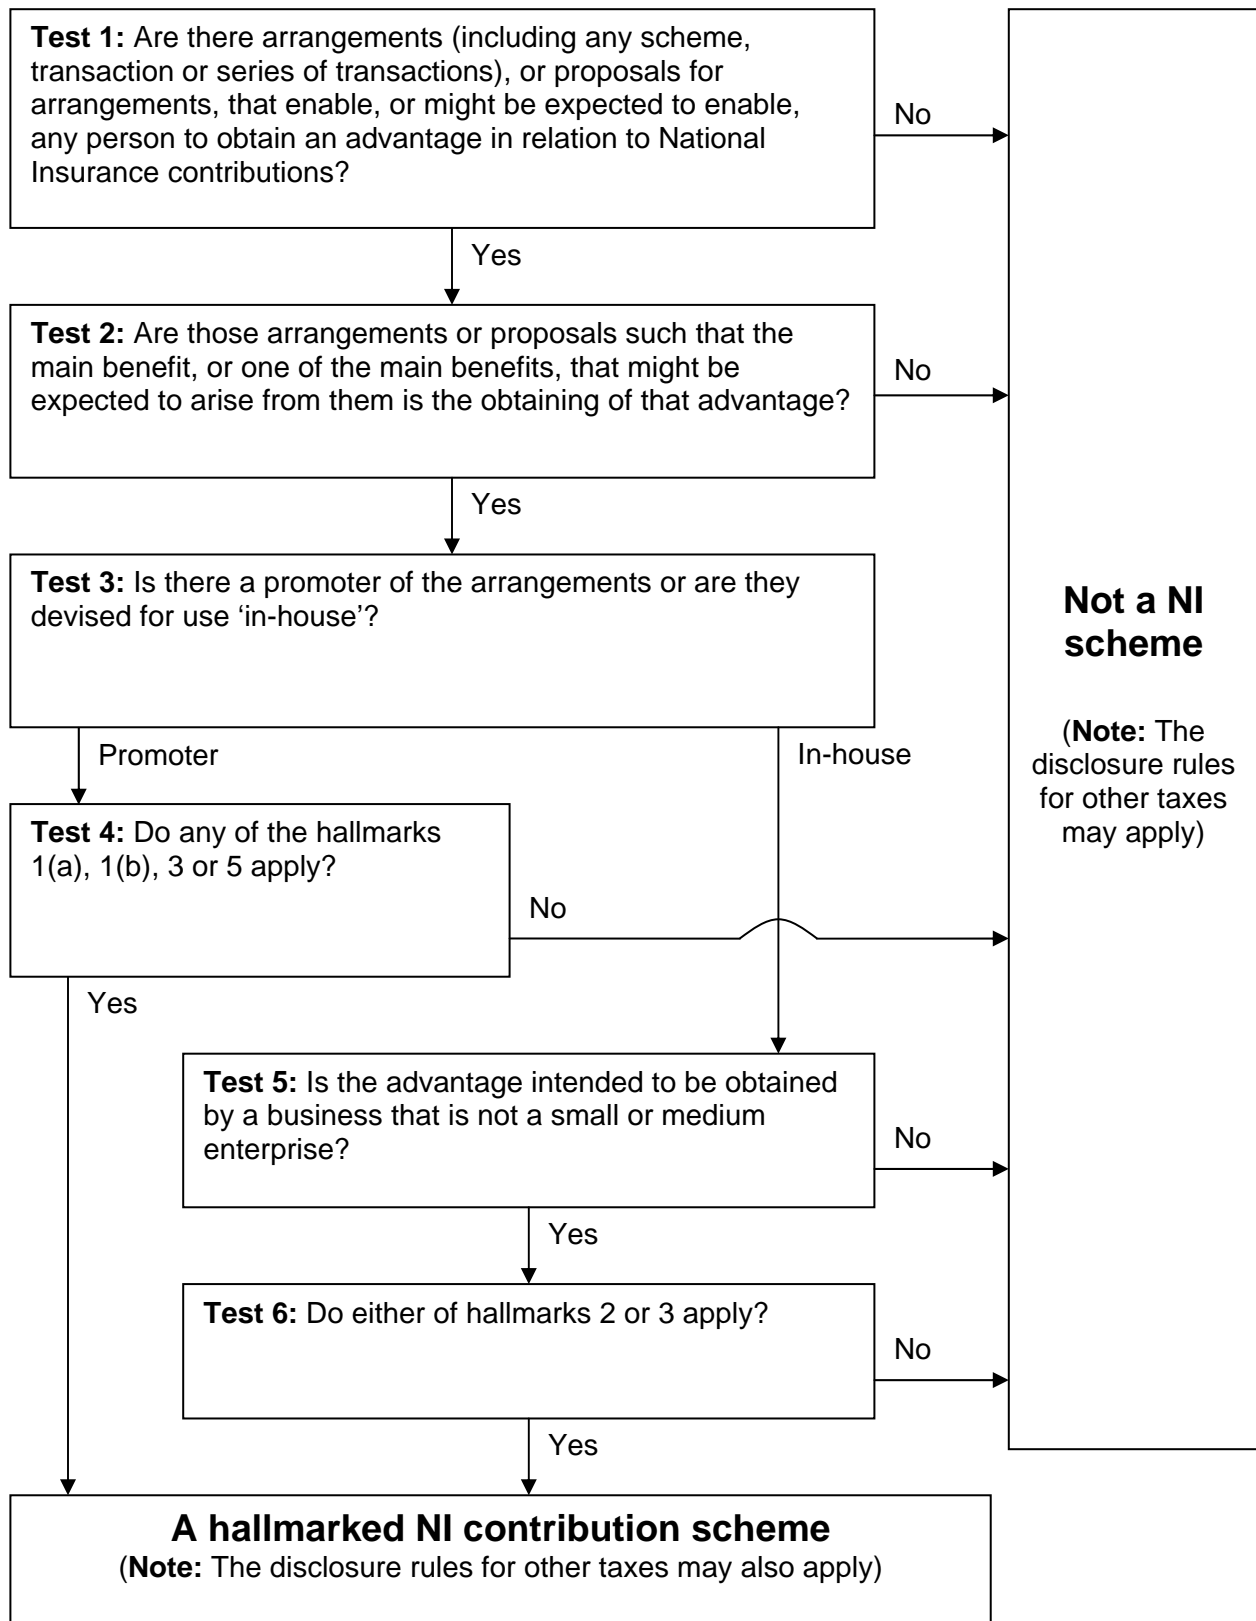 Test 1: Are there arrangements (including any scheme,
transaction or series of transactions), or proposals for
arrangements, that enable, or might be expected to enable,
any person to obtain an advantage in relation to National
Insurance contributions?
No
Yes
Test 2: Are those arrangements or proposals such that the
main benefit, or one of the main benefits, that might be
expected to arise from them is the obtaining of that advantage?
No
Yes
Test 3: Is there a promoter of the arrangements or are they
devised for use ‘in-house’?
Promoter
In-house
Test 4: Do any of the hallmarks
1(a), 1(b), 3 or 5 apply?
No
Yes
Test 5: Is the advantage intended to be obtained
by a business that is not a small or medium
enterprise?
No
Yes
Test 6: Do either of hallmarks 2 or 3 apply?
No
Yes
Not a NI
scheme
(Note: The
disclosure rules
for other taxes
may apply)
A hallmarked NI contribution scheme
(Note: The disclosure rules for other taxes may also apply)